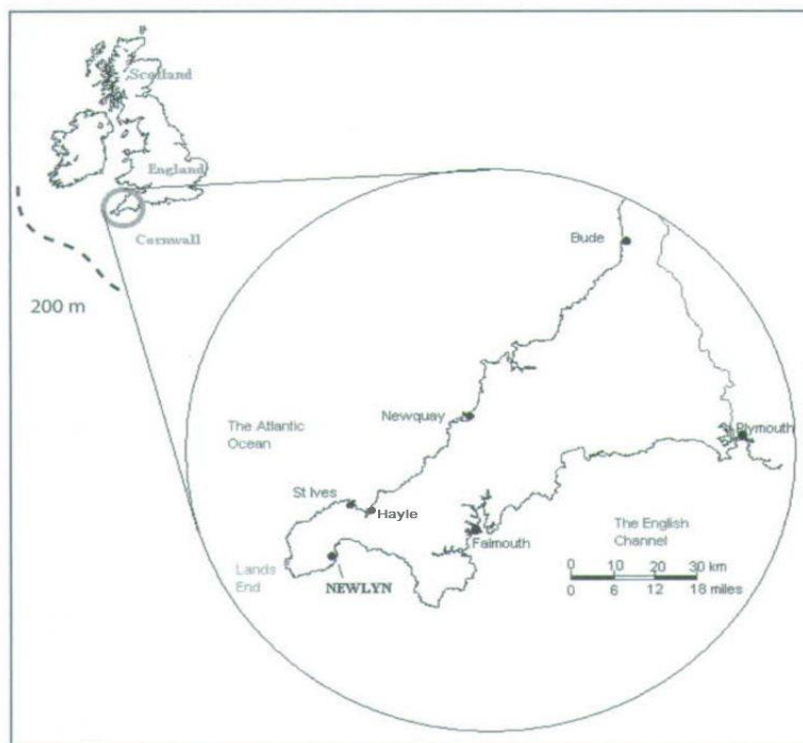 Scotland
England
Cornwall
200 m
Bude
Newquay
Plymouth
The Atlantic
Ocean
St Ives
Hayle
Falmouth
The English
Channel
Lands
End
NEWLYN
0 10 20 30 km
0 6 12 18 miles